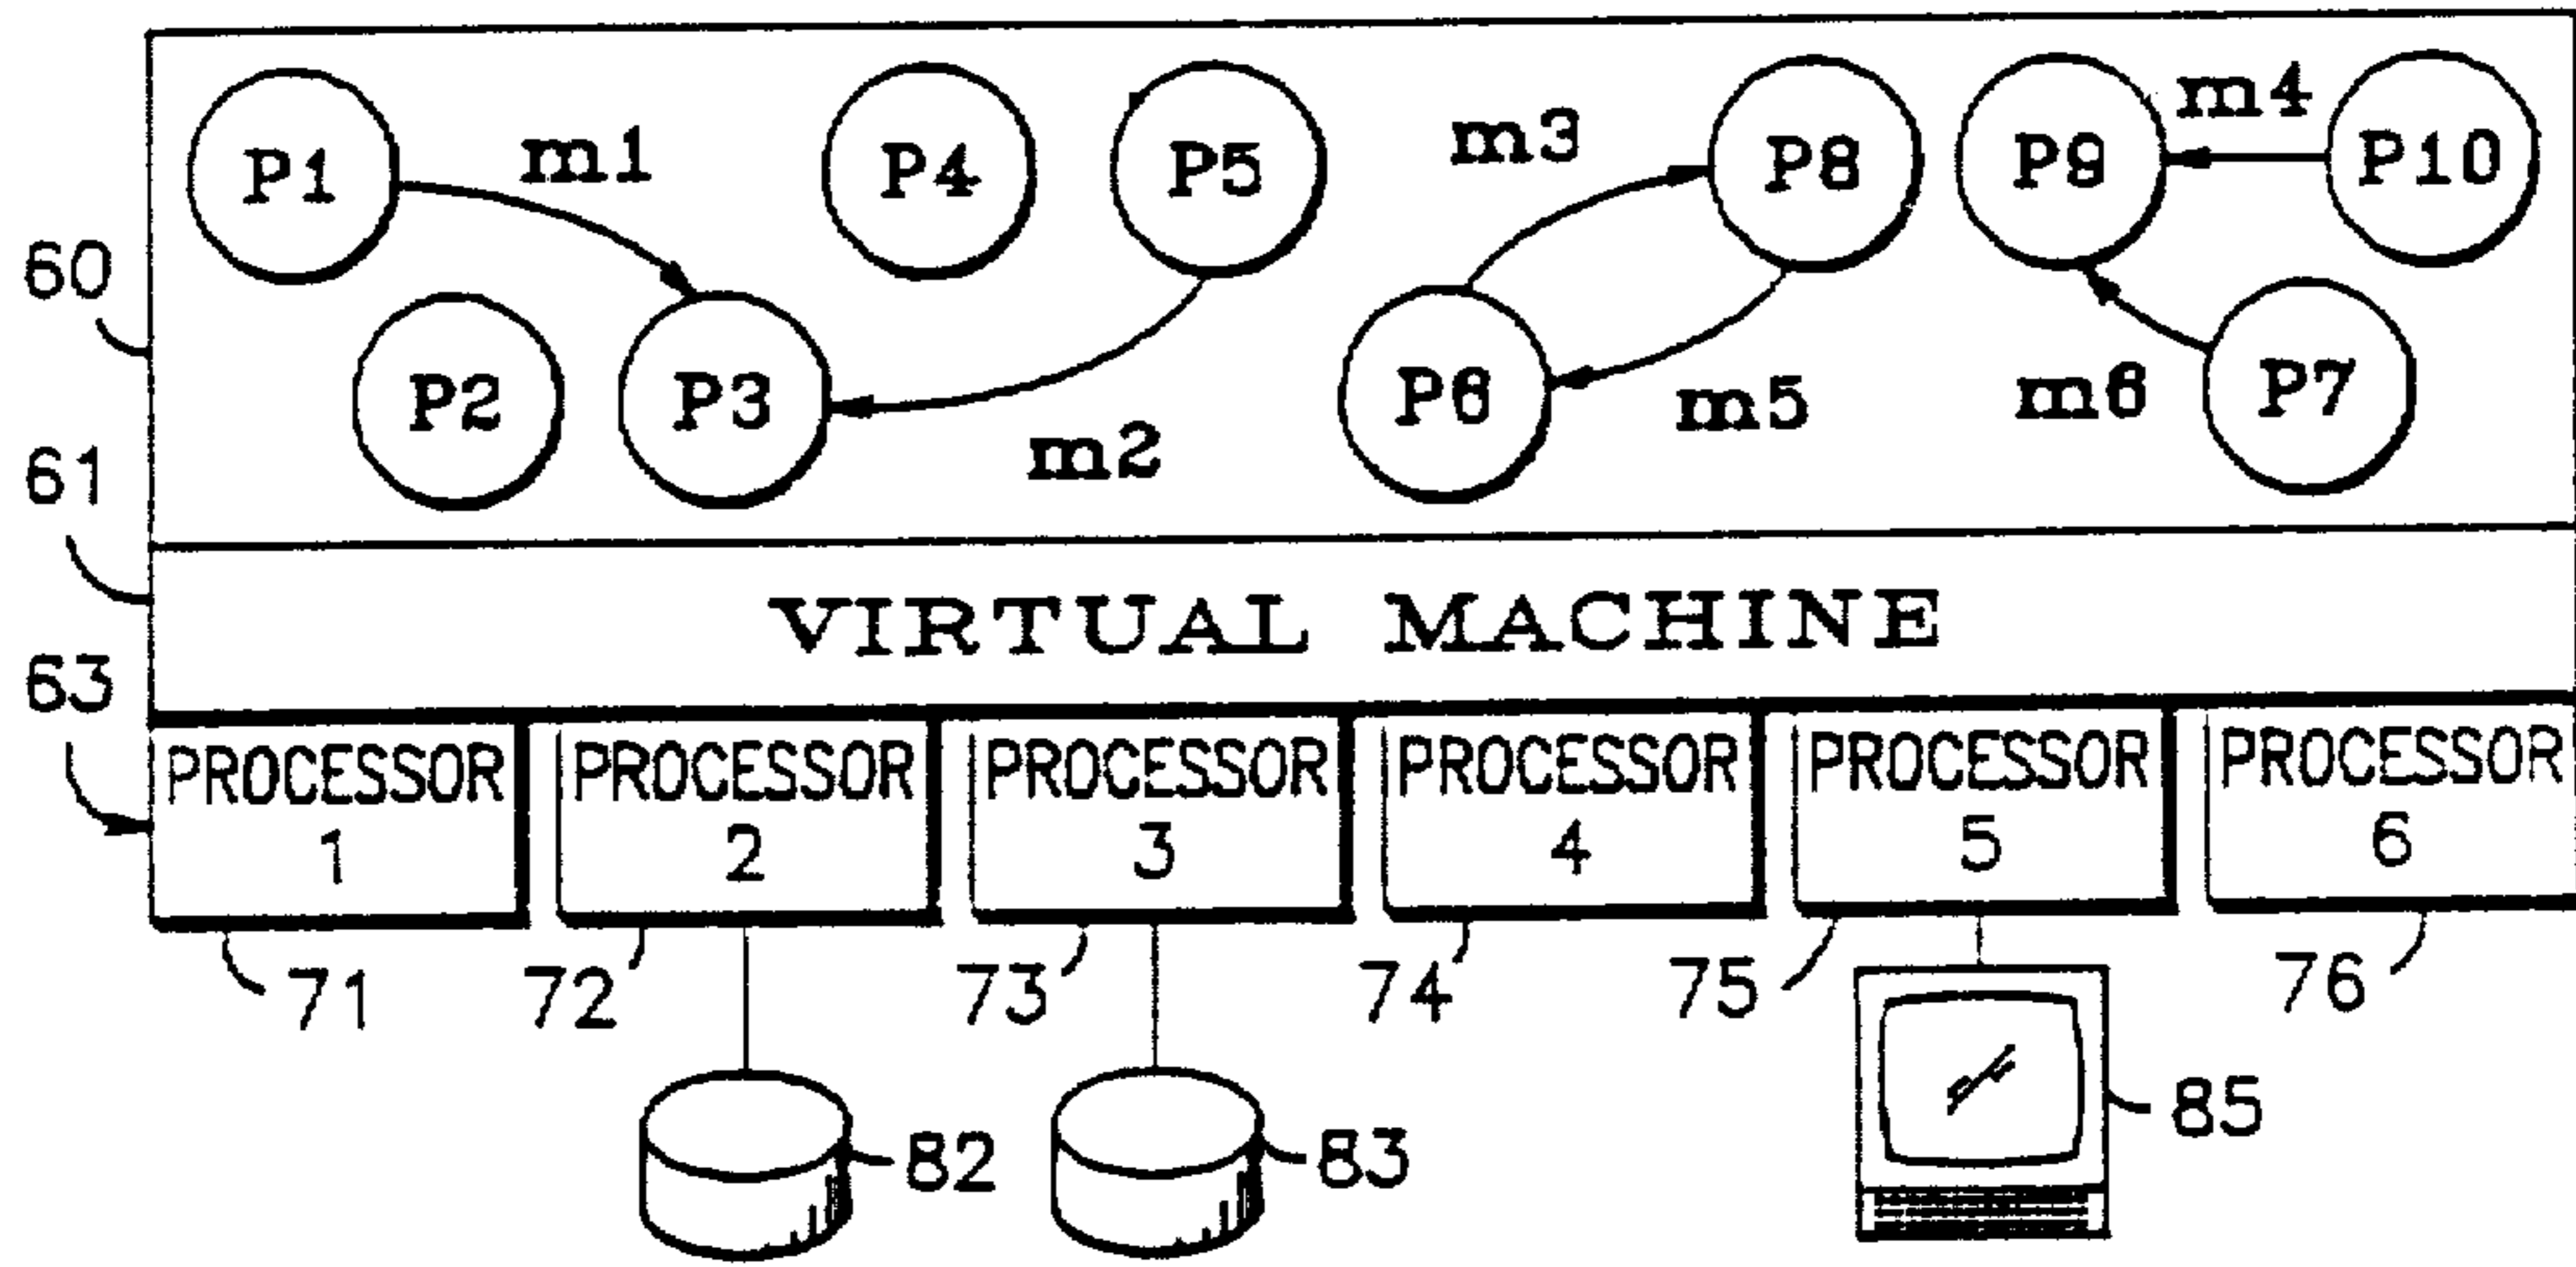 P1 m1 P4 P5 m3 P8 P9 m4 P10
60
P2 P3 m2 P6 m5 m6 P7
61
VIRTUAL MACHINE
63
PROCESSOR 1
PROCESSOR 2
PROCESSOR 3
PROCESSOR 4
PROCESSOR 5
PROCESSOR 6
71 72 73 74 75 76
82 83 85